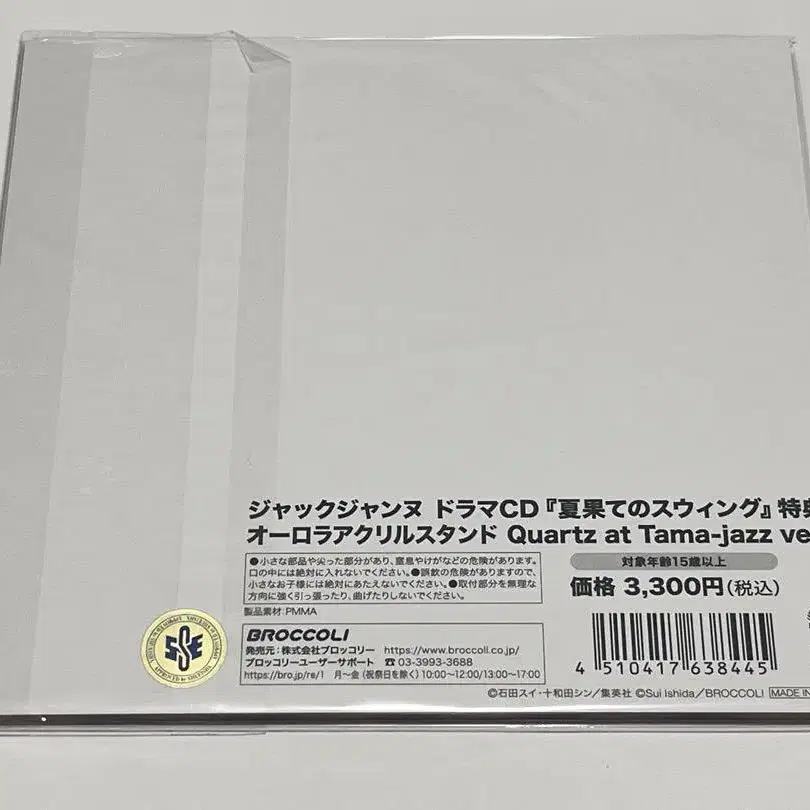 ジャックジャンヌ ドラマCD『夏果てのスウィング』特典
オーロラアクリルスタンド Quartz at Tama-jazz ve
●小さな部品や尖った部分があり、窒息やけがなどの危険があります。
口の中には絶対に入れないでください。●誤飲の危険がありますので、
小さなお子様には絶対にあたえないでください。●取付部分を無理な
方向に強く引っ張ったり、曲げたりしないでください。
製品素材:PMMA
対象年齢15歳以上
価格 3,300円(税込)
BROCCOLI
発売元:株式会社ブロッコリー https://www.broccoli.co.jp/
ブロッコリーユーザーサポート ☎ 03-3993-3688
https://bro.jp/re/1 月〜金(祝祭日を除く)10:00〜12:00/13:00〜17:00
4 510417 638445
©石田スイ・十和田シン/集英社 ©Sui Ishida/BROCCOLI MADE IN